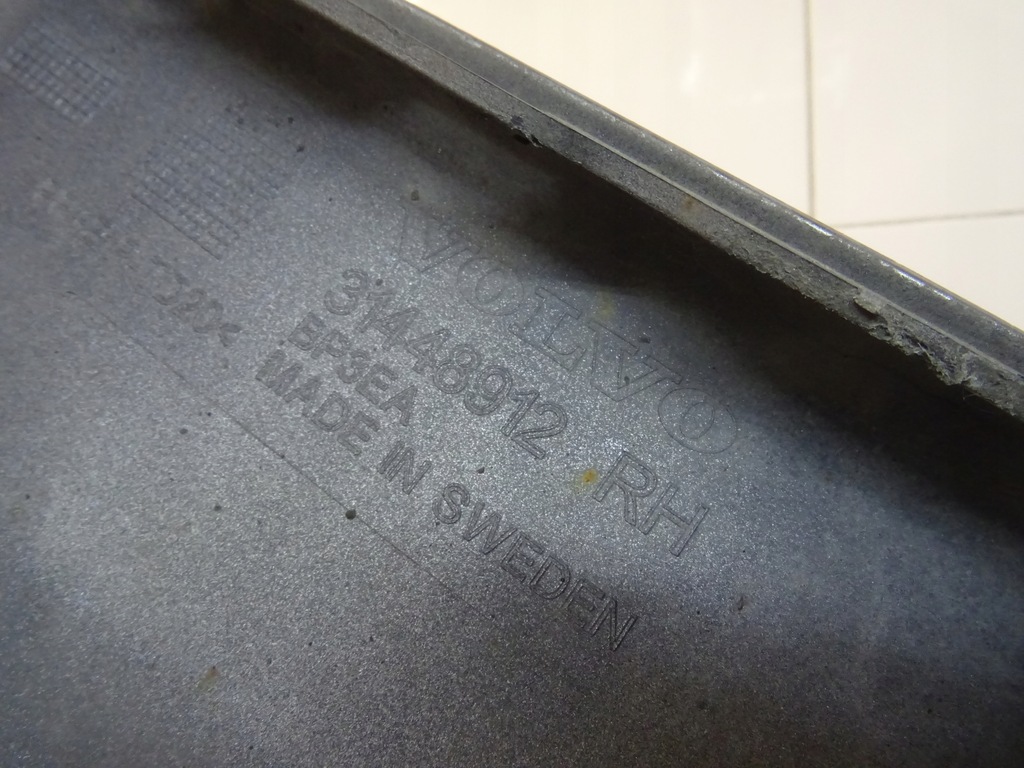 VOLVO
31448912 RH
EP3EA
MADE IN SWEDEN